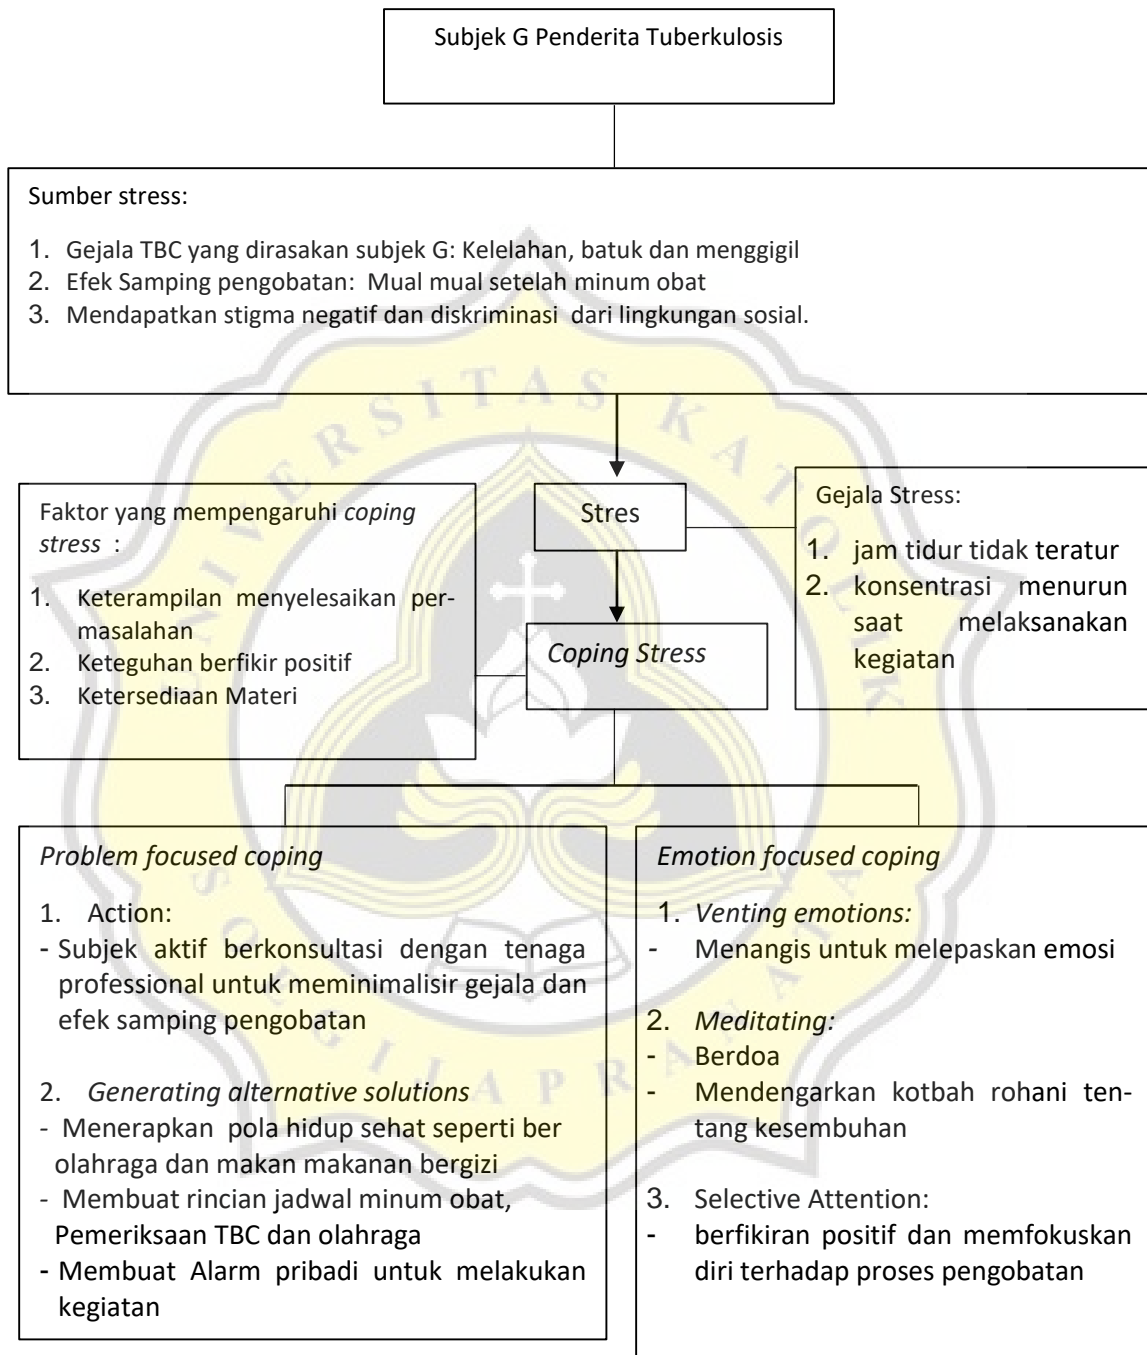 Subjek G Penderita Tuberkulosis
Sumber stress:
1. Gejala TBC yang dirasakan subjek G: Kelelahan, batuk dan menggigil
2. Efek Samping pengobatan: Mual mual setelah minum obat
3. Mendapatkan stigma negatif dan diskriminasi dari lingkungan sosial.
UNIVERSITAS KATOLIK
Faktor yang mempengaruhi coping
stress :
1. Keterampilan menyelesaikan per-
masalahan
2. Keteguhan berfikir positif
3. Ketersediaan Materi
Stres
Gejala Stress:
1. jam tidur tidak teratur
2. konsentrasi menurun
saat melaksanakan
kegiatan
Coping Stress
Problem focused coping
1. Action:
- Subjek aktif berkonsultasi dengan tenaga
professional untuk meminimalisir gejala dan
efek samping pengobatan
2. Generating alternative solutions
- Menerapkan pola hidup sehat seperti ber
olahraga dan makan makanan bergizi
- Membuat rincian jadwal minum obat,
Pemeriksaan TBC dan olahraga
- Membuat Alarm pribadi untuk melakukan
kegiatan
Emotion focused coping
1. Venting emotions:
- Menangis untuk melepaskan emosi
2. Meditating:
- Berdoa
- Mendengarkan kotbah rohani ten-
tang kesembuhan
3. Selective Attention:
- berfikiran positif dan memfokuskan
diri terhadap proses pengobatan
SOEGIJAPRANATA